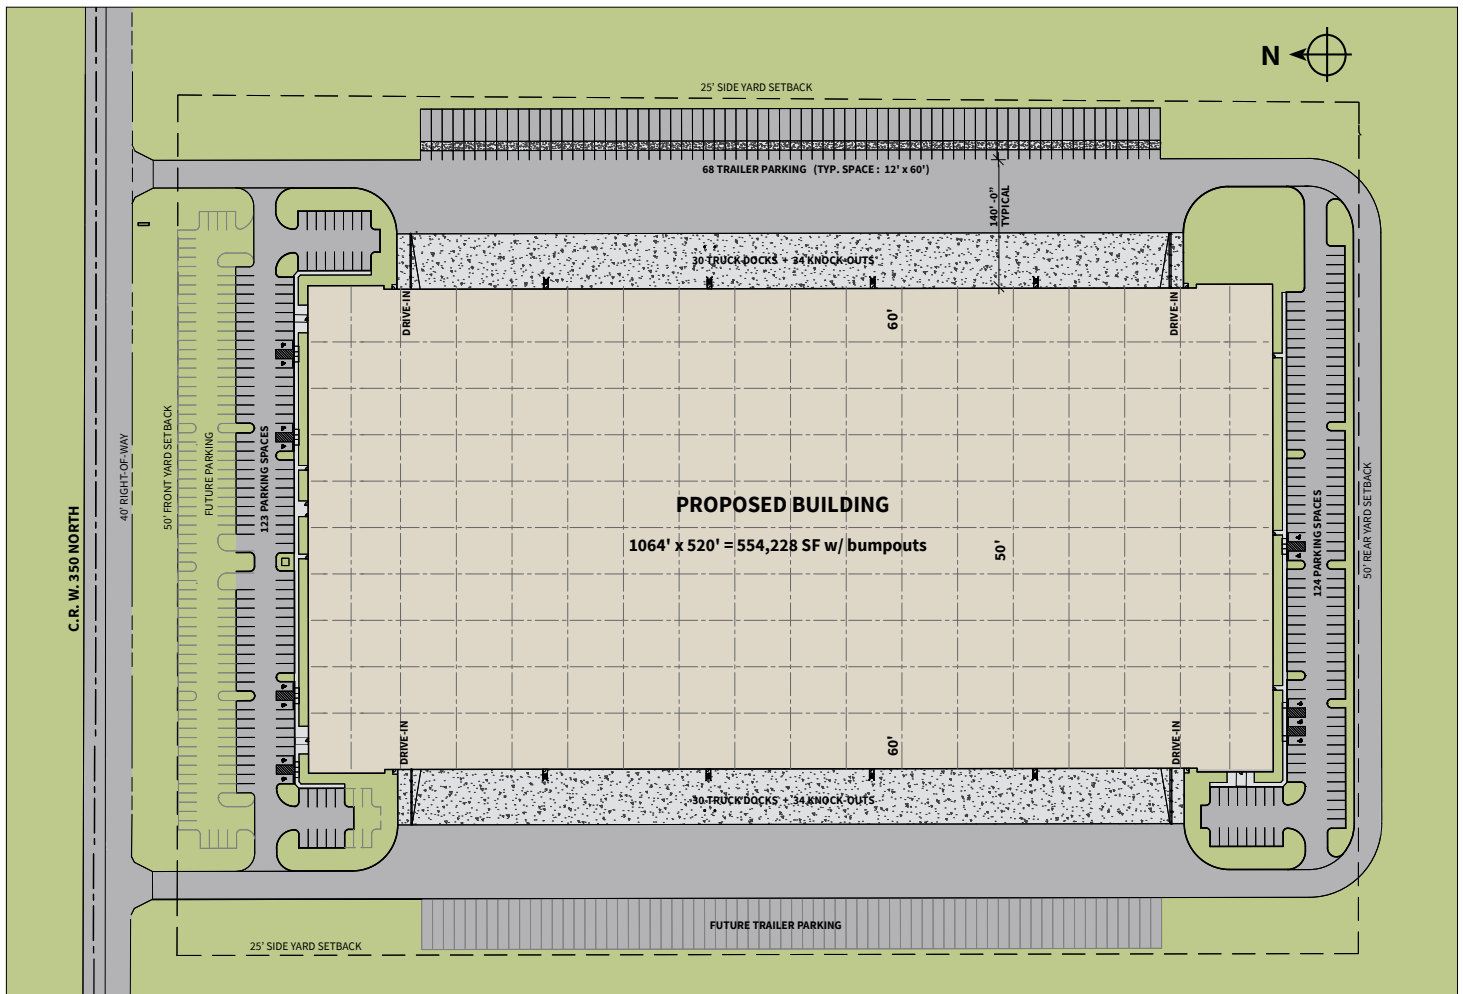 N
25' SIDE YARD SETBACK
68 TRAILER PARKING (TYP. SPACE : 12' x 60')
140' -0"
TYPICAL
30 TRUCK DOCKS + 34 KNOCK-OUTS
DRIVE-IN
60'
DRIVE-IN
C.R. W. 350 NORTH
40' RIGHT-OF-WAY
50' FRONT YARD SETBACK
FUTURE PARKING
123 PARKING SPACES
PROPOSED BUILDING
1064' x 520' = 554,228 SF w/ bumpouts
50'
124 PARKING SPACES
50' REAR YARD SETBACK
DRIVE-IN
60'
DRIVE-IN
30 TRUCK DOCKS + 34 KNOCK-OUTS
FUTURE TRAILER PARKING
25' SIDE YARD SETBACK